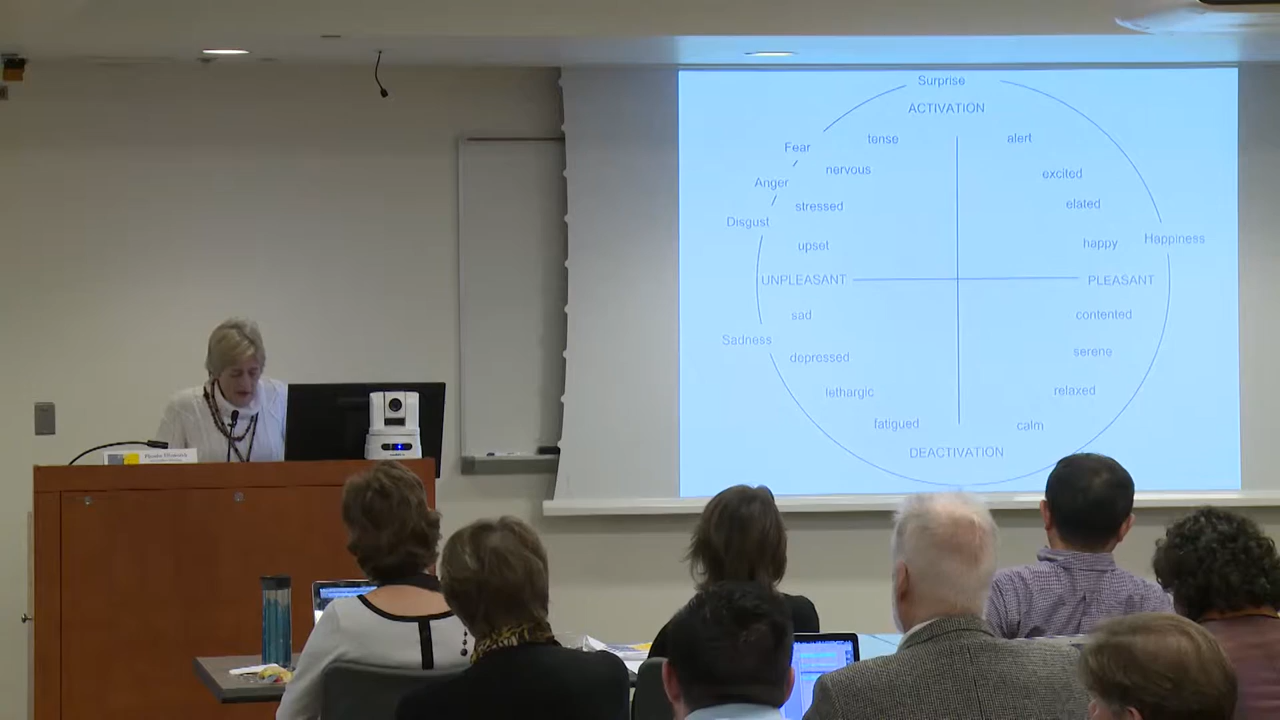 Surprise
ACTIVATION
tense
alert
Fear
nervous
excited
Anger
stressed
elated
Disgust
upset
happy
Happiness
UNPLEASANT
PLEASANT
sad
contented
Sadness
depressed
serene
lethargic
relaxed
fatigued
calm
DEACTIVATION